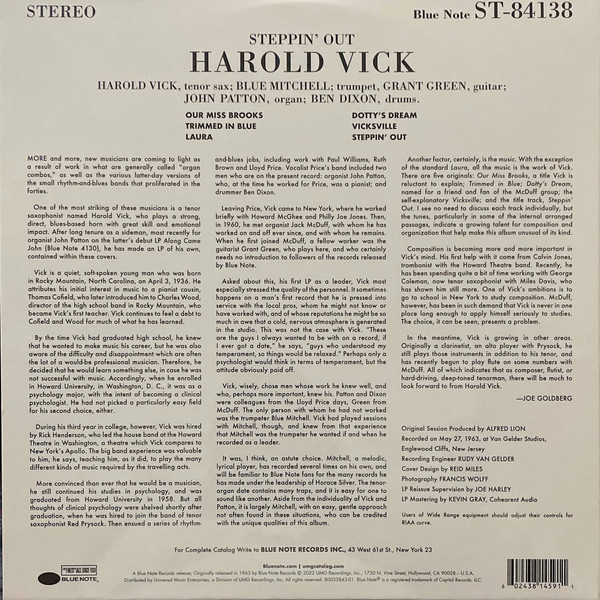 STEREO
Blue Note ST-84138
STEPPIN' OUT
HAROLD VICK
HAROLD VICK, tenor sax; BLUE MITCHELL; trumpet, GRANT GREEN, guitar;
JOHN PATTON, organ; BEN DIXON, drums.
OUR MISS BROOKS
TRIMMED IN BLUE
LAURA
DOTTY'S DREAM
VICKSVILLE
STEPPIN' OUT
MORE and more, new musicians are coming to light as
a result of work in what are generally called "organ
combos," as well as the various latter-day versions of
the small rhythm-and-blues bands that proliferated in the
forties.
One of the most striking of these musicians is a tenor
saxophonist named Harold Vick, who plays a strong,
direct, blues-based horn with great skill and emotional
impact. After long tenure as a sideman, most recently for
organist John Patton on the latter's debut LP Along Came
John (Blue Note 4130), he has made an LP of his own,
contained within these covers.
Vick is a quiet, soft-spoken young man who was born
in Rocky Mountain, North Carolina, on April 3, 1936. He
attributes his initial interest in music to a pianist cousin,
Thomas Cofield, who later introduced him to Charles Wood,
director of the high school band in Rocky Mountain, who
became Vick's first teacher. Vick continues to feel a debt to
Cofield and Wood for much of what he has learned.
By the time Vick had graduated high school, he knew
that he wanted to make music his career, but he was also
aware of the difficulty and disappointment which are often
the lot of a would-be professional musician. Therefore, he
decided that he would learn something else, in case he was
not successful with music. Accordingly, when he enrolled
in Howard University, in Washington, D. C., it was as a
psychology major, with the intent of becoming a clinical
psychologist. He had not picked a particularly easy field
for his second choice, either.
During his third year in college, however, Vick was hired
by Rick Henderson, who led the house band at the Howard
Theatre in Washington, a theatre which Vick compares to
New York's Apollo. The big band experience was valuable
to him, he says, teaching him, as it did, to play the many
different kinds of music required by the travelling acts.
More convinced than ever that he would be a musician,
he still continued his studies in psychology, and was
graduated from Howard University in 1958. But all
thoughts of clinical psychology were shelved shortly after
graduation, when he was hired to join the band of tenor
saxophonist Red Prysock. Then ensued a series of rhythm-
and-blues jobs, including work with Paul Williams, Ruth
Brown and Lloyd Price. Vocalist Price's band included two
men who are on the present record: organist John Patton,
who, at the time he worked for Price, was a pianist; and
drummer Ben Dixon.
Leaving Price, Vick came to New York, where he worked
briefly with Howard McGhee and Philly Joe Jones. Then,
in 1960, he met organist Jack McDuff, with whom he has
worked on and off ever since, and with whom he remains.
When he first joined McDuff, a fellow worker was the
guitarist Grant Green, who plays here, and who certainly
needs no introduction to followers of the records released
by Blue Note.
Asked about this, his first LP as a leader, Vick most
especially stressed the quality of the personnel. It sometimes
happens on a man's first record that he is pressed into
service with the local pros, whom he might not know or
have worked with, and of whose reputations he might be so
much in awe that a cold, nervous atmosphere is generated
in the studio. This was not the case with Vick. "These
are the guys I always wanted to be with on a record, if
I ever got a date," he says, "guys who understood my
temperament, so things would be relaxed." Perhaps only a
psychologist would think in terms of temperament, but the
attitude obviously paid off.
Vick, wisely, chose men whose work he knew well, and
who, perhaps more important, knew his. Patton and Dixon
were colleagues from the Lloyd Price days, Green from
McDuff. The only person with whom he had not worked
was the trumpeter Blue Mitchell. Vick had played sessions
with Mitchell, though, and knew from that experience
that Mitchell was the trumpeter he wanted if and when he
recorded as a leader.
It was, I think, an astute choice. Mitchell, a melodic,
lyrical player, has recorded several times on his own, and
will be familiar to Blue Note fans for the many records he
has made under the leadership of Horace Silver. The tenor-
organ date contains many traps, and it is easy for one to
sound like another. Aside from the individuality of Vick and
Patton, it is largely Mitchell, with an easy, gentle approach
not often found in these situations, who can be credited
with the unique qualities of this album.
Another factor, certainly, is the music. With the exception
of the standard Laura, all the music is the work of Vick.
There are five originals: Our Miss Brooks, a title Vick is
reluctant to explain; Trimmed in Blue; Dotty's Dream,
named for a friend and fan of the McDuff group; the
self-explanatory Vicksville; and the title track, Steppin'
Out. I see no need to discuss each track individually, but
the tunes, particularly in some of the internal arranged
passages, indicate a growing talent for composition and
organization that help make this album unusual of its kind.
Composition is becoming more and more important in
Vick's mind. His first help with it came from Calvin Jones,
trombonist with the Howard Theatre band. Recently, he
has been spending quite a bit of time working with George
Coleman, now tenor saxophonist with Miles Davis, who
has shown him still more. One of Vick's ambitions is to
go to school in New York to study composition. McDuff,
however, has been in such demand that Vick is never in one
place long enough to apply himself seriously to studies.
The choice, it can be seen, presents a problem.
In the meantime, Vick is growing in other areas.
Originally a clarinetist, an alto player with Prysock, he
still plays those instruments in addition to his tenor, and
has recently begun to play flute on some numbers with
McDuff. All of which indicates that as composer, flutist, or
hard-driving, deep-toned tenorman, there will be much to
look forward to from Harold Vick.
—JOE GOLDBERG
Original Session Produced by ALFRED LION
Recorded on May 27, 1963, at Van Gelder Studios,
Englewood Cliffs, New Jersey
Recording Engineer RUDY VAN GELDER
Cover Design by REID MILES
Photography FRANCIS WOLFF
LP Reissue Supervision by JOE HARLEY
LP Mastering by KEVIN GRAY, Cohearent Audio
Users of Wide Range equipment should adjust their controls for
RIAA curve.
For Complete Catalog Write to BLUE NOTE RECORDS INC., 43 West 61st St., New York 23
BLUE NOTE.
Bluenote.com | umgcatalog.com